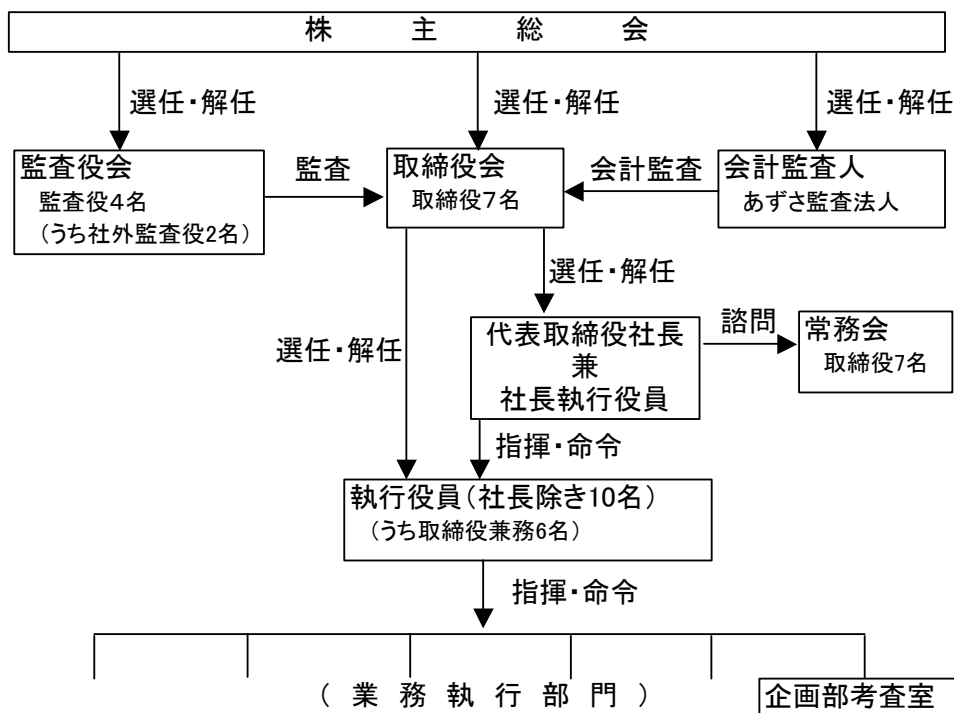 株主総会
選任・解任
選任・解任
選任・解任
監査役会
監査役4名
(うち社外監査役2名)
監査
取締役会
取締役7名
会計監査
会計監査人
あずさ監査法人
選任・解任
選任・解任
代表取締役社長
兼
社長執行役員
諮問
常務会
取締役7名
指揮・命令
執行役員(社長除き10名)
(うち取締役兼務6名)
指揮・命令
(業務執行部門)
企画部考査室